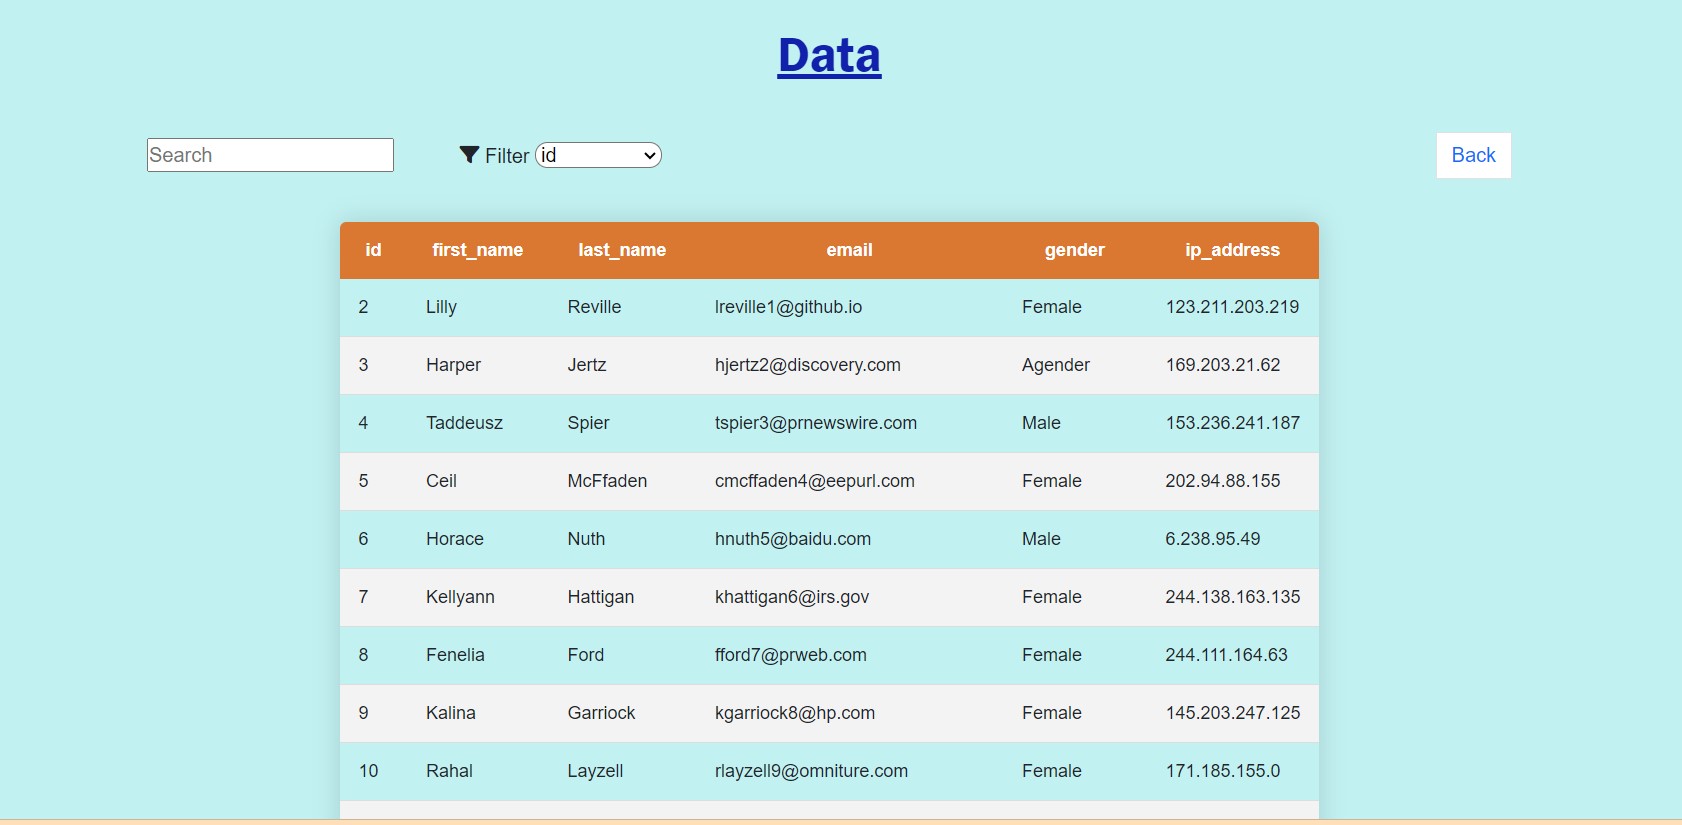 Data
Search Filter id Back
id first_name last_name email gender ip_address
2 Lilly Reville lreville1@github.io Female 123.211.203.219
3 Harper Jertz hjertz2@discovery.com Agender 169.203.21.62
4 Taddeusz Spier tspier3@prnewswire.com Male 153.236.241.187
5 Ceil McFfaden cmcffaden4@eepurl.com Female 202.94.88.155
6 Horace Nuth hnuth5@baidu.com Male 6.238.95.49
7 Kellyann Hattigan khattigan6@irs.gov Female 244.138.163.135
8 Fenelia Ford fford7@prweb.com Female 244.111.164.63
9 Kalina Garriock kgarriock8@hp.com Female 145.203.247.125
10 Rahal Layzell rlayzell9@omniture.com Female 171.185.155.0